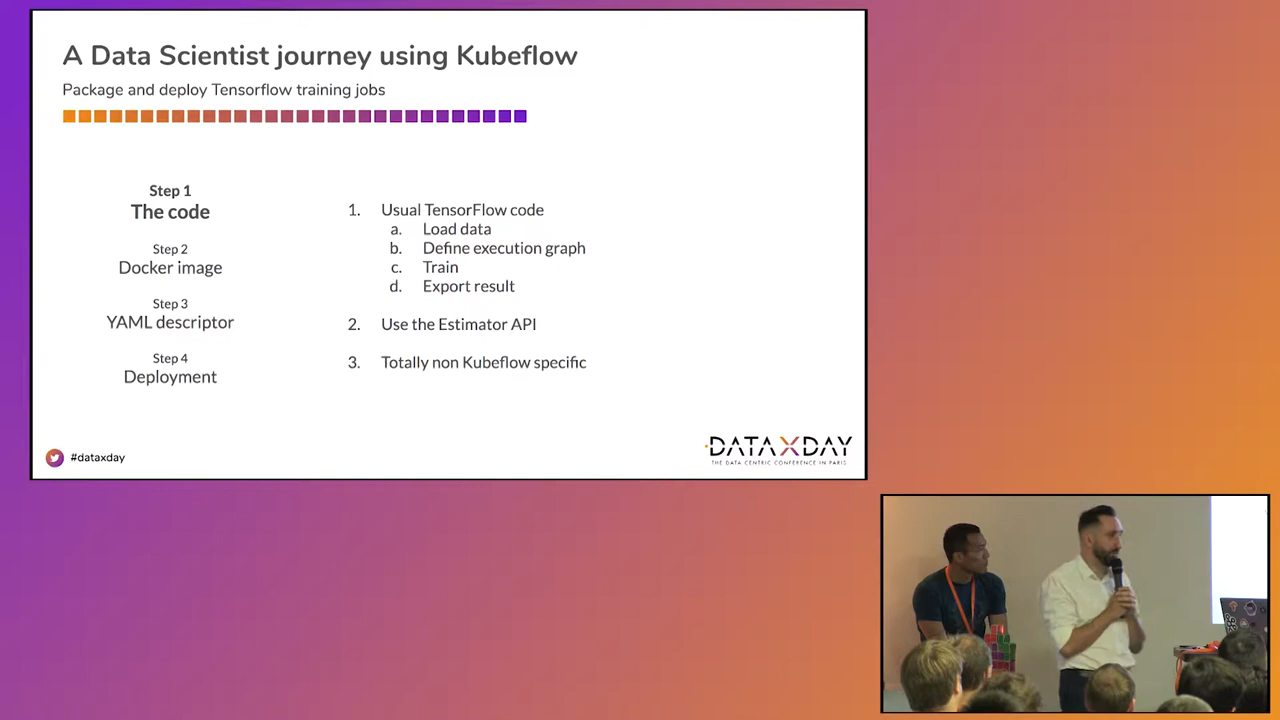 A Data Scientist journey using Kubeflow
Package and deploy Tensorflow training jobs
Step 1
The code
Step 2
Docker image
Step 3
YAML descriptor
Step 4
Deployment
1. Usual TensorFlow code
a. Load data
b. Define execution graph
c. Train
d. Export result
2. Use the Estimator API
3. Totally non Kubeflow specific
#dataxday
DATAXDAY
THE DATA CENTRIC CONFERENCE IN PARIS